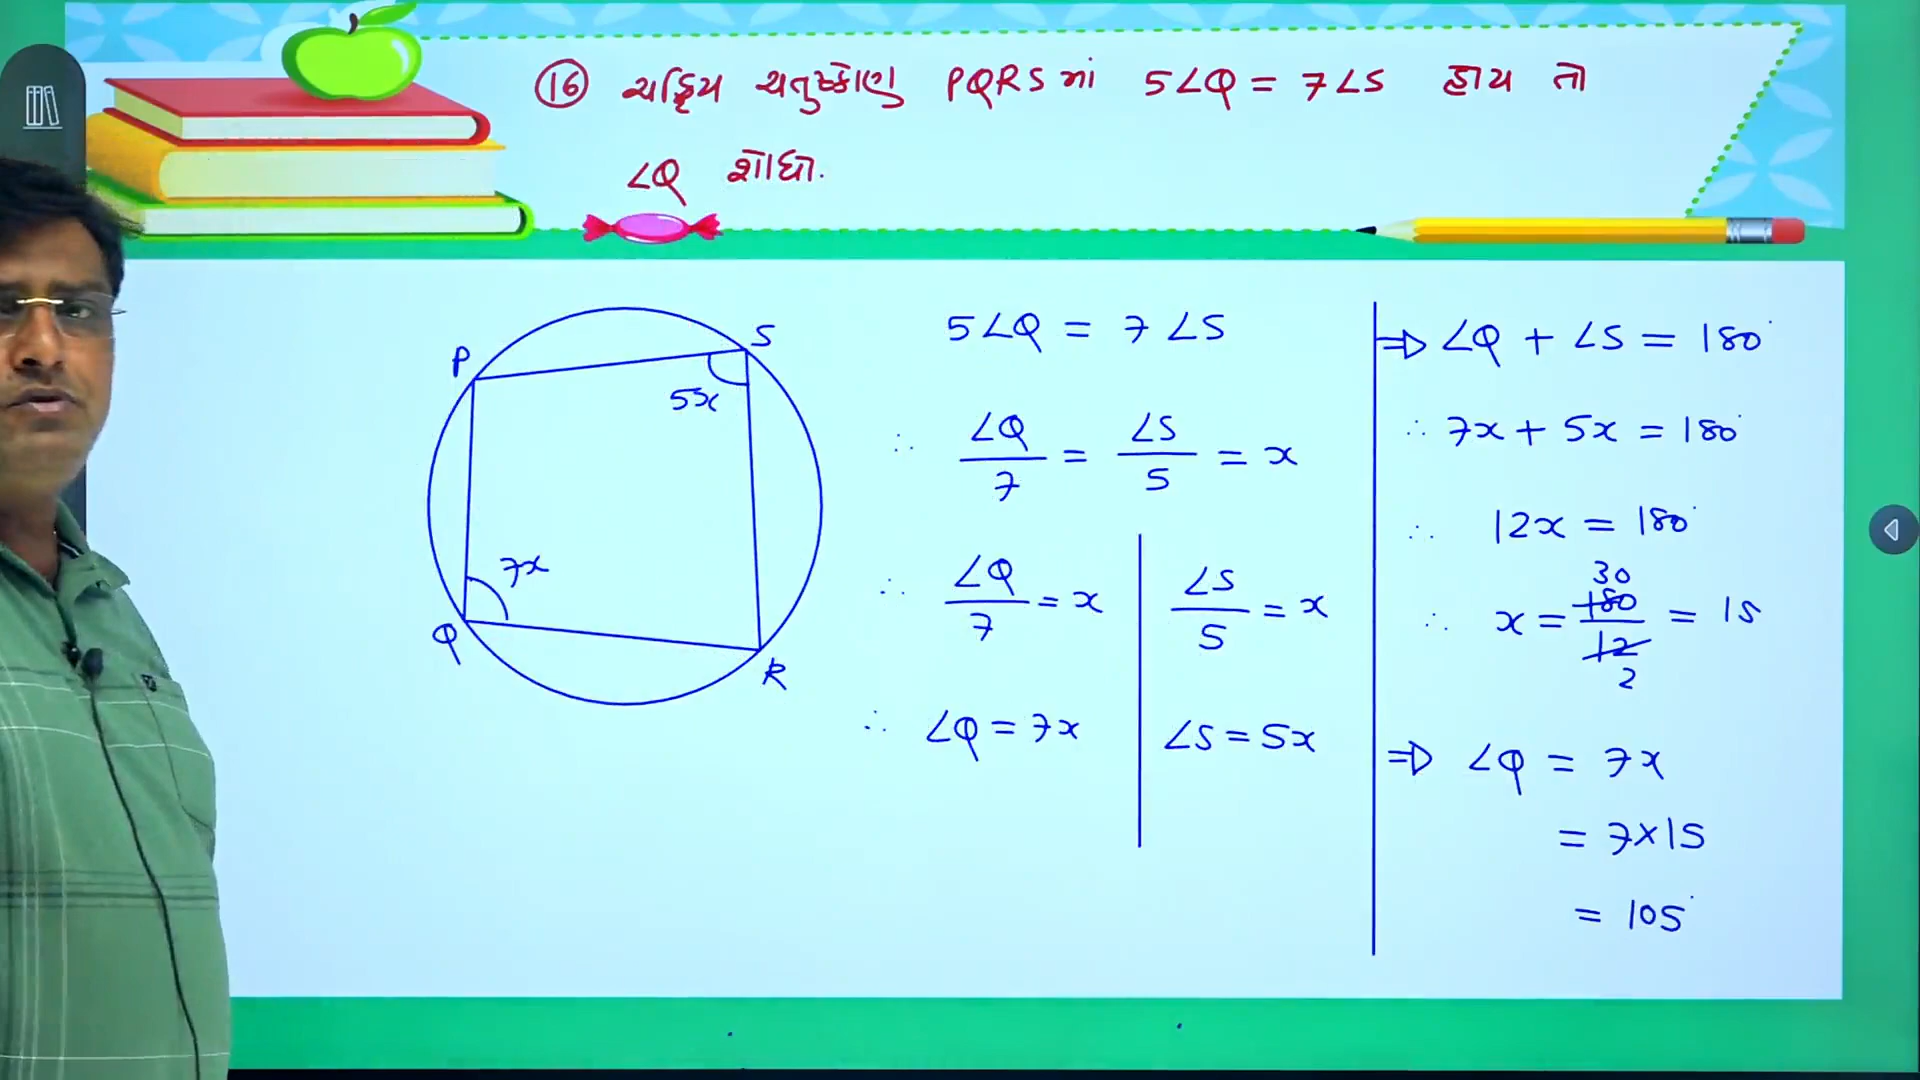 16 ચક્રિય ચતુષ્કોણ PQRS માં 5∠Q = 7∠S હોય તો
∠Q શોધો.
P
S
5x
7x
Q
R
5∠Q = 7∠S
∴ ∠Q/7 = ∠S/5 = x
∴ ∠Q/7 = x
∴ ∠Q = 7x
∠S/5 = x
∠S = 5x
⇒ ∠Q + ∠S = 180°
∴ 7x + 5x = 180°
∴ 12x = 180°
30
∴ x = 180/12 = 15
2
⇒ ∠Q = 7x
= 7×15
= 105°